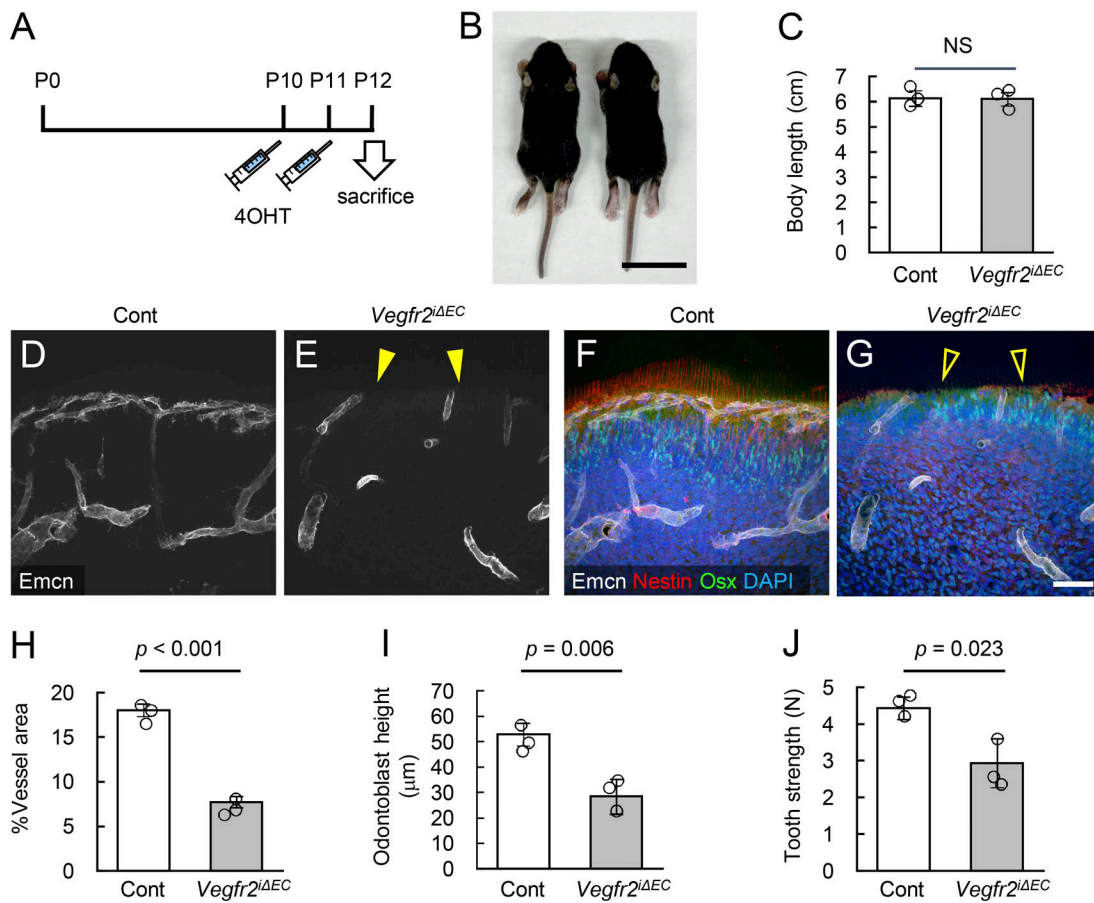 A
P0
P10
P11
P12
4OHT
sacrifice
B
C
NS
Body length (cm)
7
6
5
4
3
2
1
0
Cont
Vegfr2iΔEC
Cont
Vegfr2iΔEC
Cont
Vegfr2iΔEC
D
E
F
G
Emcn
Emcn Nestin Osx DAPI
H
p < 0.001
%Vessel area
20
15
10
5
0
Cont
Vegfr2iΔEC
I
p = 0.006
Odontoblast height
(μm)
70
60
50
40
30
20
10
0
Cont
Vegfr2iΔEC
J
p = 0.023
Tooth strength (N)
5
4
3
2
1
0
Cont
Vegfr2iΔEC